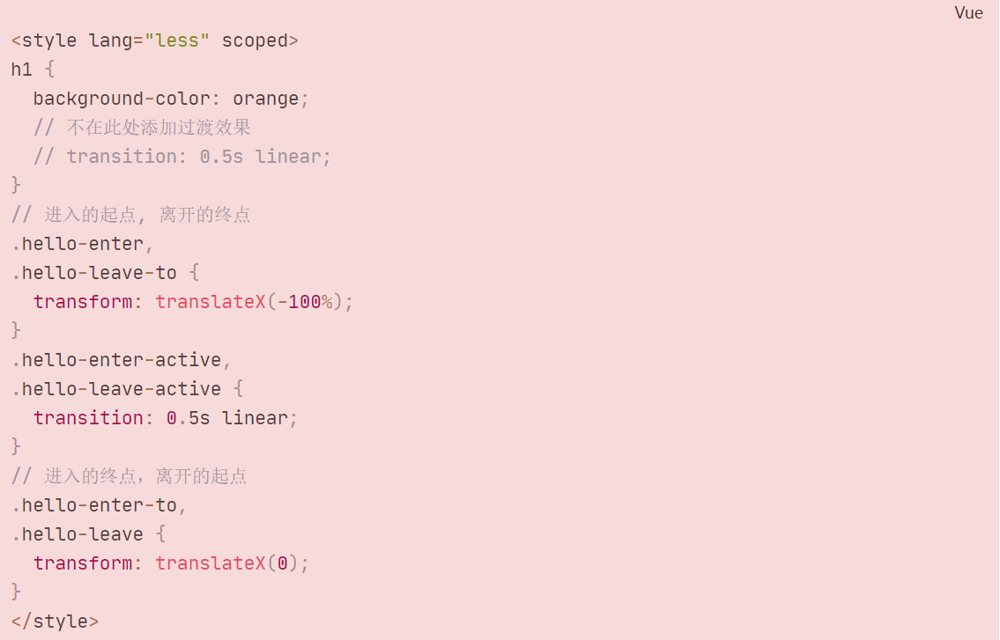 Vue
<style lang="less" scoped>
h1 {
  background-color: orange;
  // 不在此处添加过渡效果
  // transition: 0.5s linear;
}
// 进入的起点, 离开的终点
.hello-enter,
.hello-leave-to {
  transform: translateX(-100%);
}
.hello-enter-active,
.hello-leave-active {
  transition: 0.5s linear;
}
// 进入的终点，离开的起点
.hello-enter-to,
.hello-leave {
  transform: translateX(0);
}
</style>